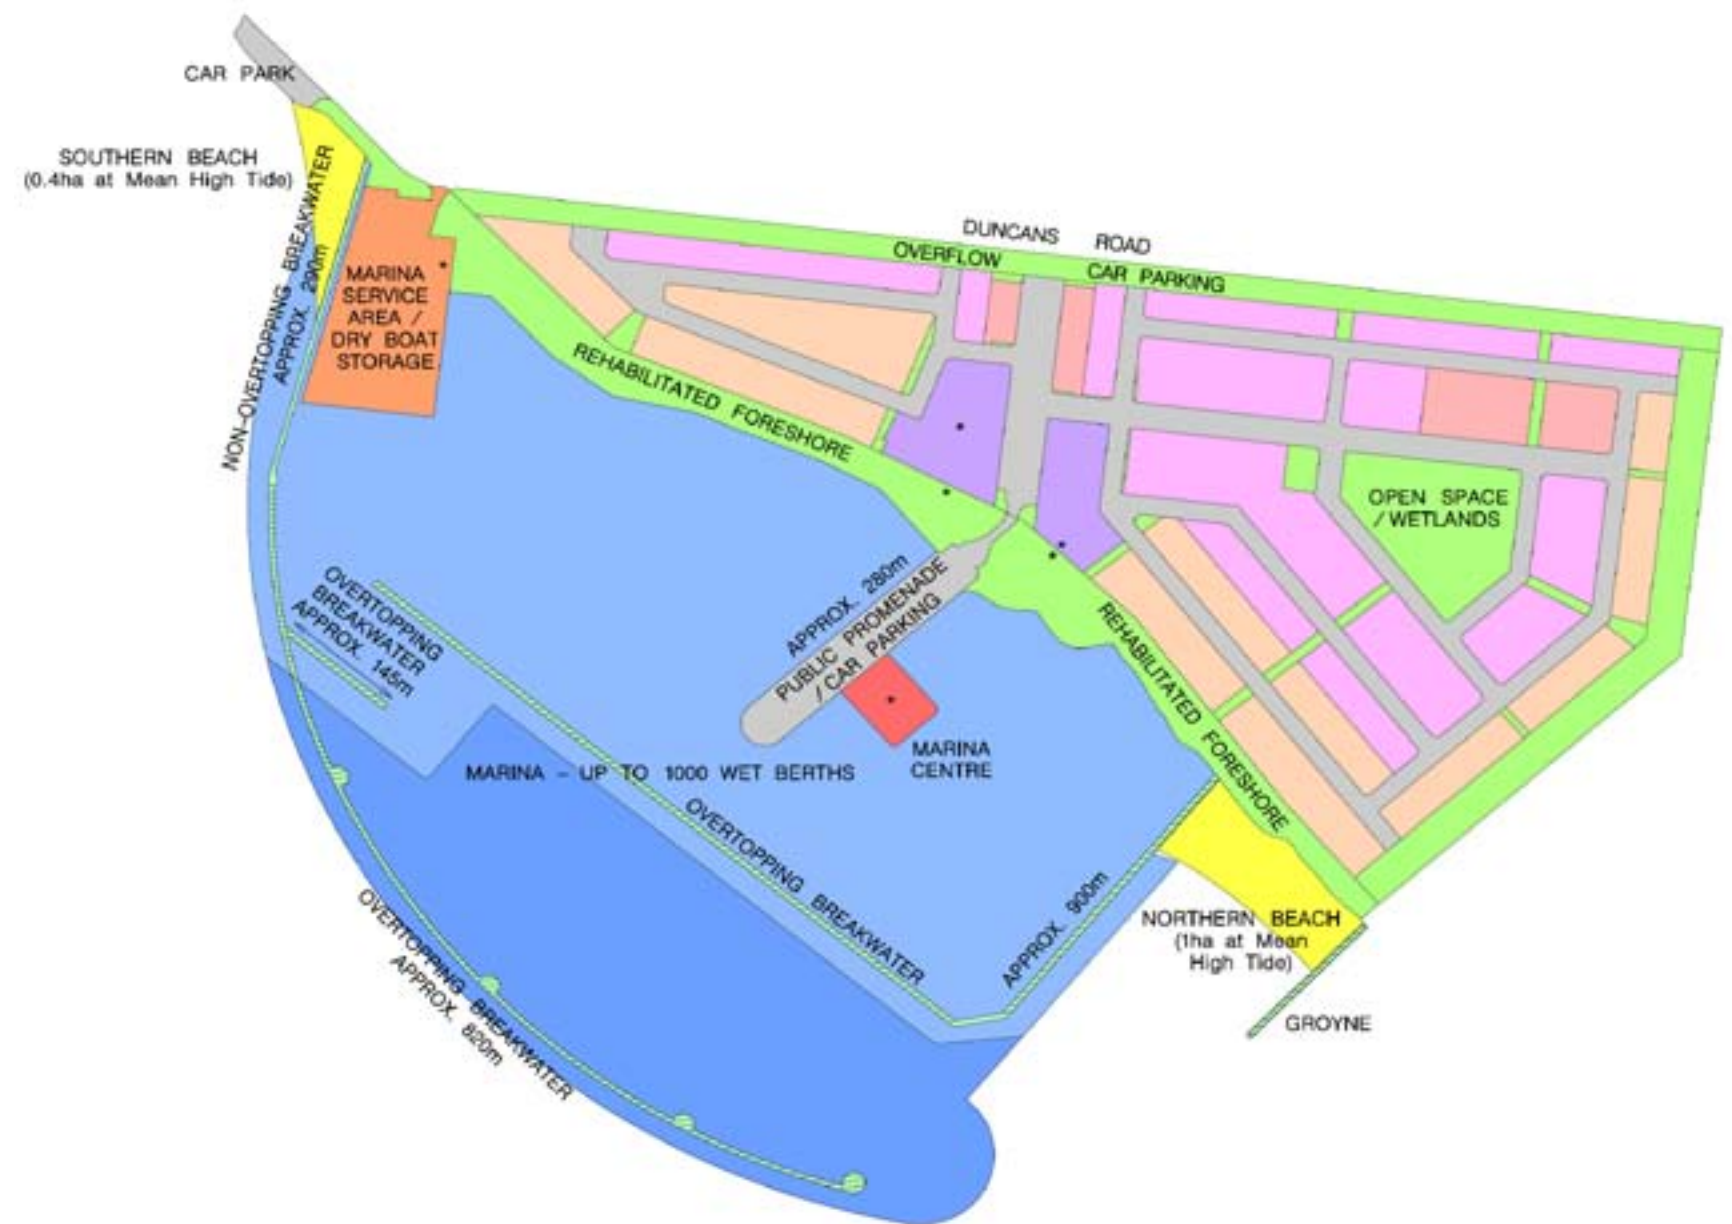 CAR PARK
SOUTHERN BEACH
(0.4ha at Mean High Tide)
NON-OVERTOPPING BREAKWATER
APPROX. 290m
MARINA
SERVICE
AREA /
DRY BOAT
STORAGE
DUNCANS ROAD
OVERFLOW CAR PARKING
REHABILITATED FORESHORE
OPEN SPACE
/ WETLANDS
OVERTOPPING
BREAKWATER
APPROX. 145m
APPROX. 280m
PUBLIC PROMENADE
/ CAR PARKING
REHABILITATED FORESHORE
MARINA
CENTRE
MARINA - UP TO 1000 WET BERTHS
OVERTOPPING BREAKWATER
APPROX. 900m
NORTHERN BEACH
(1ha at Mean
High Tide)
GROYNE
OVERTOPPING BREAKWATER
APPROX. 820m